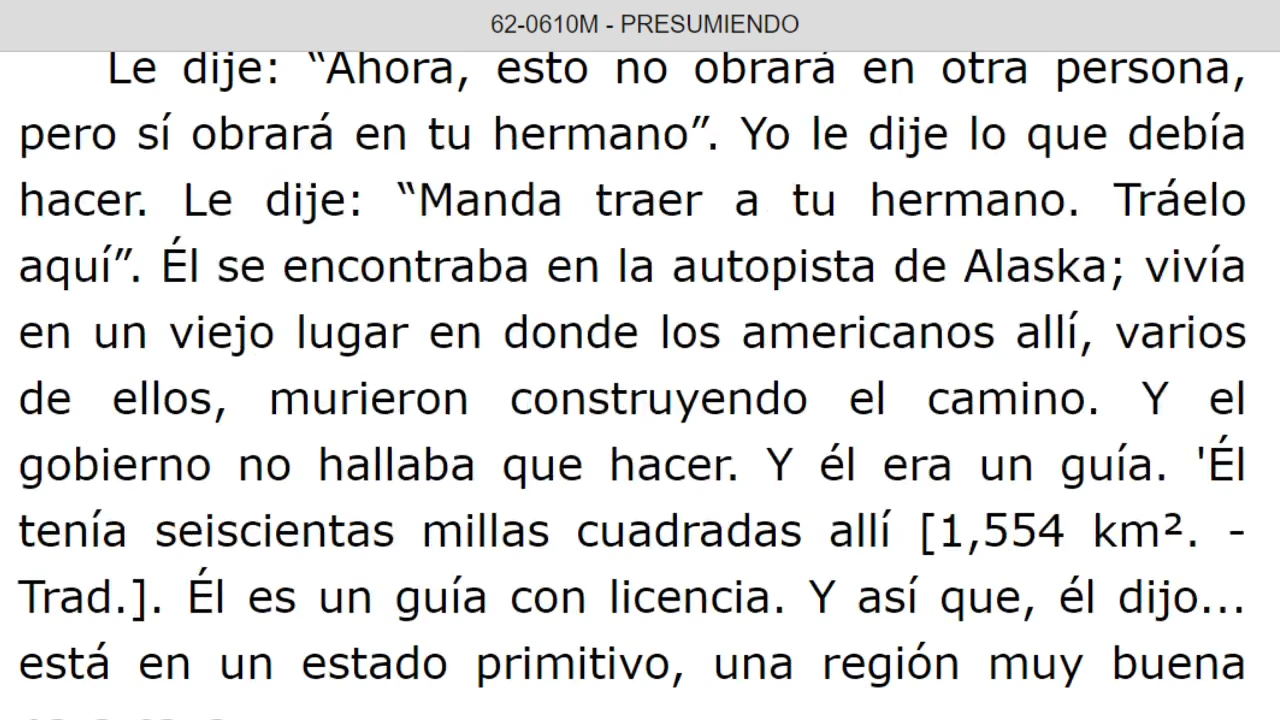 62-0610M - PRESUMIENDO
Le dije: “Ahora, esto no obrará en otra persona,
pero sí obrará en tu hermano”. Yo le dije lo que debía
hacer. Le dije: “Manda traer a tu hermano. Tráelo
aquí”. Él se encontraba en la autopista de Alaska; vivía
en un viejo lugar en donde los americanos allí, varios
de ellos, murieron construyendo el camino. Y el
gobierno no hallaba que hacer. Y él era un guía. 'Él
tenía seiscientas millas cuadradas allí [1,554 km². -
Trad.]. Él es un guía con licencia. Y así que, él dijo...
está en un estado primitivo, una región muy buena